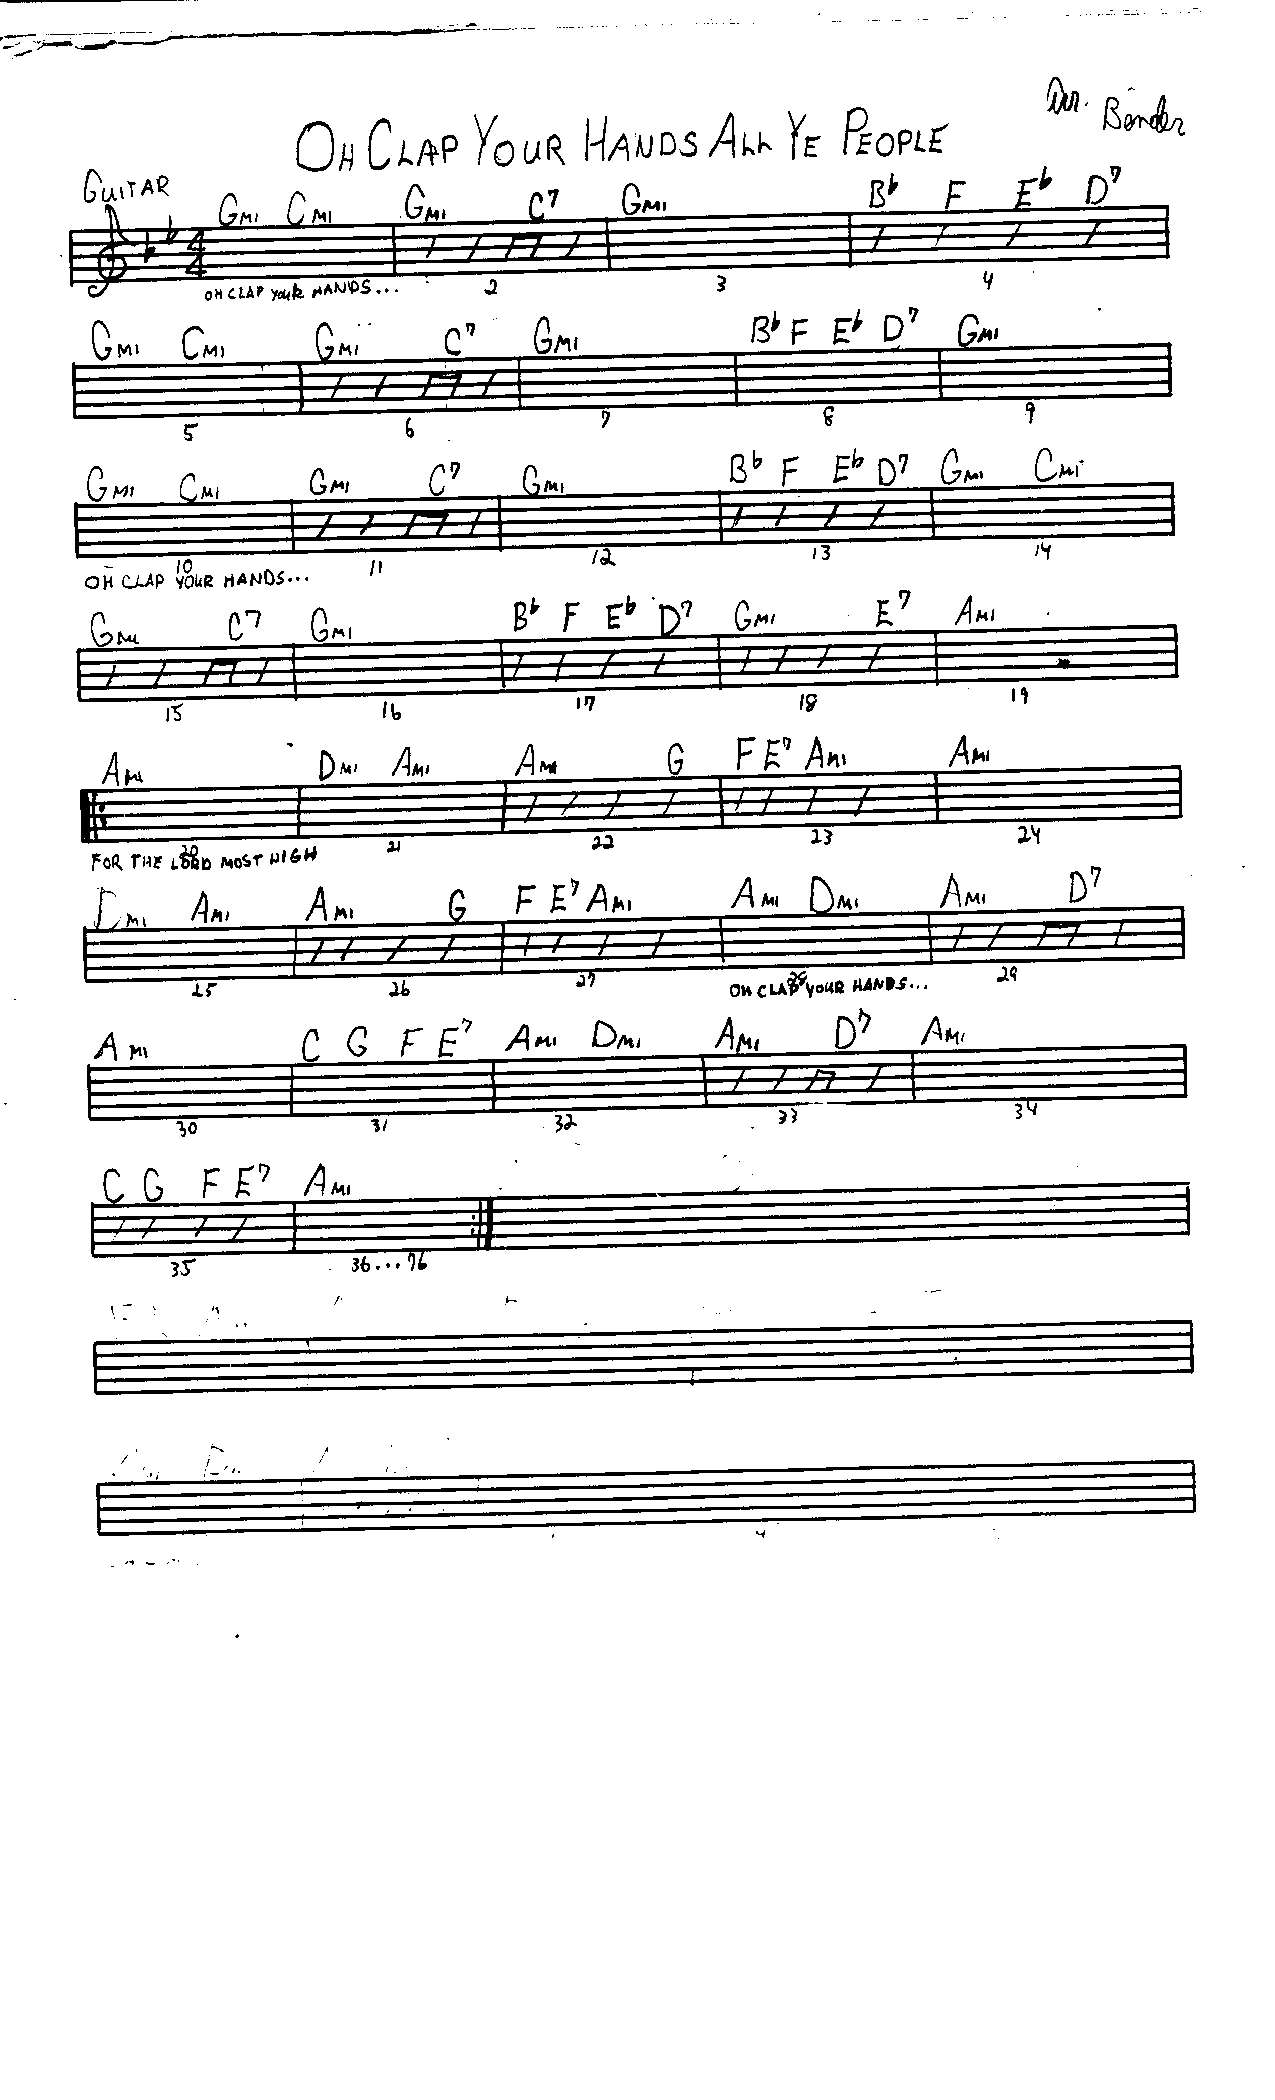 Arr. Bender
OH CLAP YOUR HANDS ALL YE PEOPLE
GUITAR
GMI CMI GMI C7 GMI B♭ F E♭ D7
4
4
OH CLAP YOUR HANDS... 2 3 4
GMI CMI GMI C7 GMI B♭ F E♭ D7 GMI
5 6 7 8 9
GMI CMI GMI C7 GMI B♭ F E♭ D7 GMI CMI
10 11 12 13 14
OH CLAP YOUR HANDS...
GMI C7 GMI B♭ F E♭ D7 GMI E7 AMI
15 16 17 18 19
AMI DMI AMI AMI G F E7 AMI AMI
20 21 22 23 24
FOR THE LORD MOST HIGH
DMI AMI AMI G F E7 AMI AMI DMI AMI D7
25 26 27 28 29
OH CLAP YOUR HANDS...
AMI C G F E7 AMI DMI AMI D7 AMI
30 31 32 33 34
C G F E7 AMI
35 36...76